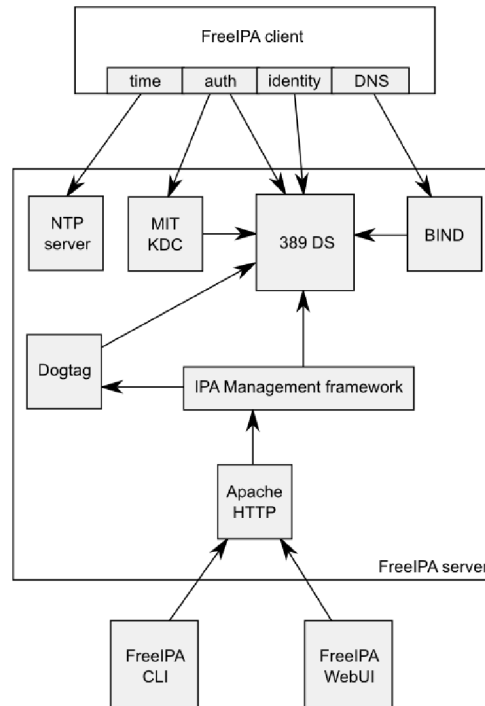 FreeIPA client
time auth identity DNS
NTP
server
MIT
KDC
389 DS
BIND
Dogtag
IPA Management framework
Apache
HTTP
FreeIPA server
FreeIPA
CLI
FreeIPA
WebUI